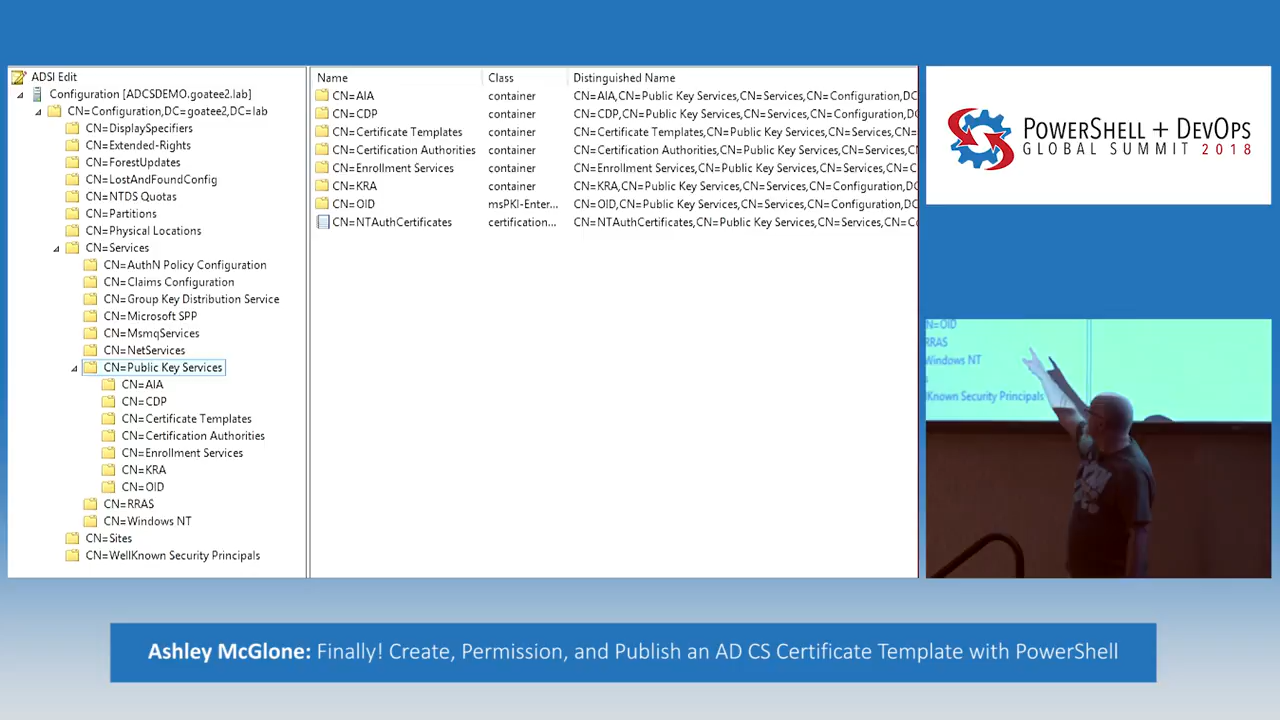 ADSI Edit
Configuration [ADCSDEMO.goatee2.lab]
CN=Configuration,DC=goatee2,DC=lab
CN=DisplaySpecifiers
CN=Extended-Rights
CN=ForestUpdates
CN=LostAndFoundConfig
CN=NTDS Quotas
CN=Partitions
CN=Physical Locations
CN=Services
CN=AuthN Policy Configuration
CN=Claims Configuration
CN=Group Key Distribution Service
CN=Microsoft SPP
CN=MsmqServices
CN=NetServices
CN=Public Key Services
CN=AIA
CN=CDP
CN=Certificate Templates
CN=Certification Authorities
CN=Enrollment Services
CN=KRA
CN=OID
CN=RRAS
CN=Windows NT
CN=Sites
CN=WellKnown Security Principals
Name Class Distinguished Name
CN=AIA container CN=AIA,CN=Public Key Services,CN=Services,CN=Configuration,DC
CN=CDP container CN=CDP,CN=Public Key Services,CN=Services,CN=Configuration,D
CN=Certificate Templates container CN=Certificate Templates,CN=Public Key Services,CN=Services,CN=
CN=Certification Authorities container CN=Certification Authorities,CN=Public Key Services,CN=Services,
CN=Enrollment Services container CN=Enrollment Services,CN=Public Key Services,CN=Services,CN=
CN=KRA container CN=KRA,CN=Public Key Services,CN=Services,CN=Configuration,DC
CN=OID msPKI-Enter... CN=OID,CN=Public Key Services,CN=Services,CN=Configuration,DC
CN=NTAuthCertificates certification... CN=NTAuthCertificates,CN=Public Key Services,CN=Services,CN=Co
POWERSHELL + DEVOPS
GLOBAL SUMMIT 2018
N=OID
RRAS
Windows NT
Known Security Principals
Ashley McGlone: Finally! Create, Permission, and Publish an AD CS Certificate Template with PowerShell